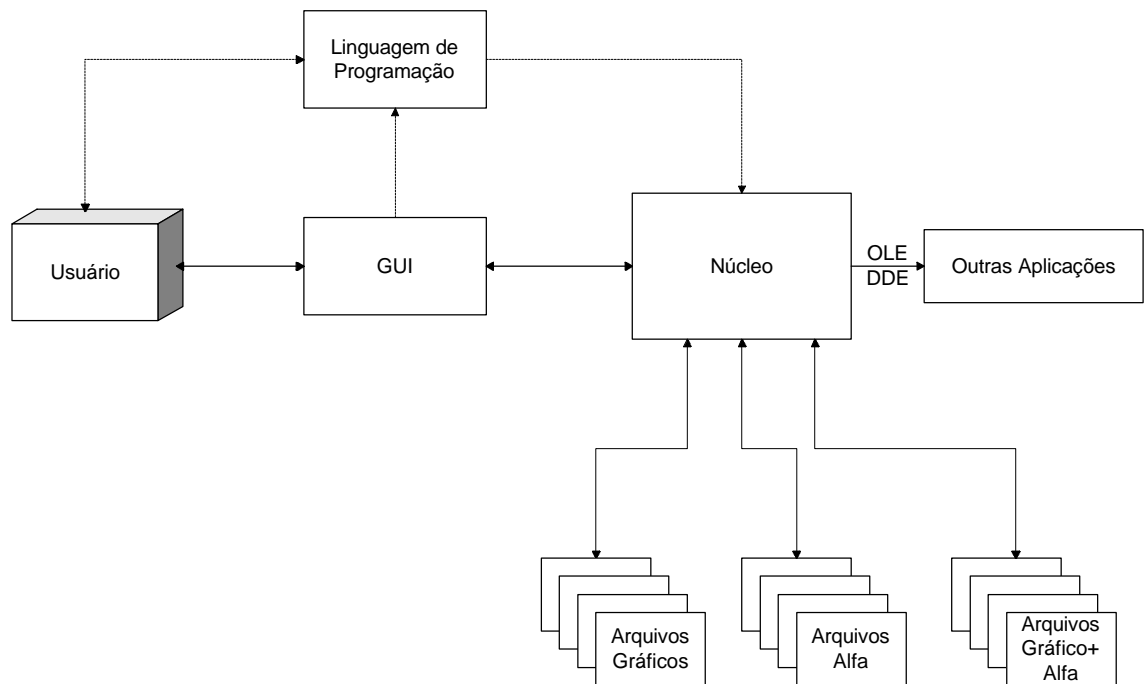 Linguagem de
Programação
Usuário
GUI
Núcleo
OLE
DDE
Outras Aplicações
Arquivos
Gráficos
Arquivos
Alfa
Arquivos
Gráfico+
Alfa